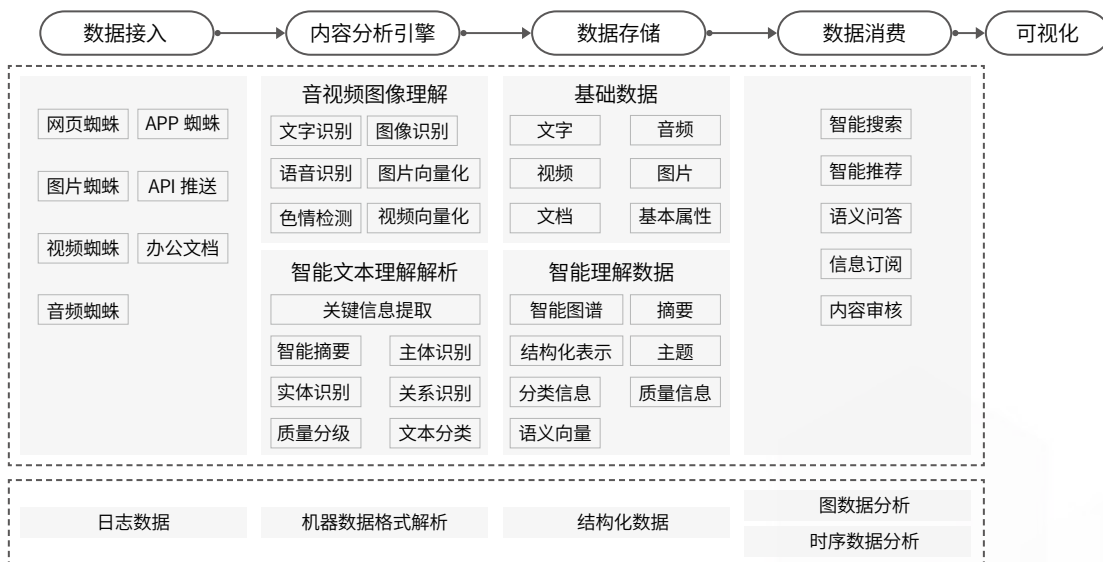 数据接入
内容分析引擎
数据存储
数据消费
可视化
网页蜘蛛 APP 蜘蛛
图片蜘蛛 API 推送
视频蜘蛛 办公文档
音频蜘蛛
音视频图像理解
文字识别 图像识别
语音识别 图片向量化
色情检测 视频向量化
智能文本理解解析
关键信息提取
智能摘要 主体识别
实体识别 关系识别
质量分级 文本分类
基础数据
文字 音频
视频 图片
文档 基本属性
智能理解数据
智能图谱 摘要
结构化表示 主题
分类信息 质量信息
语义向量
智能搜索
智能推荐
语义问答
信息订阅
内容审核
日志数据
机器数据格式解析
结构化数据
图数据分析
时序数据分析